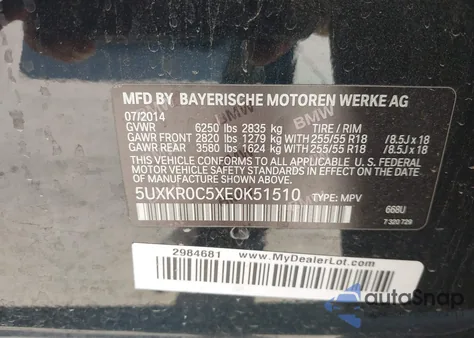 MFD BY BAYERISCHE MOTOREN WERKE AG
07/2014
GVWR 6250 lbs 2835 kg TIRE / RIM
GAWR FRONT 2820 lbs 1279 kg WITH 255/55 R18 /8.5J x 18
GAWR REAR 3580 lbs 1624 kg WITH 255/55 R18 /8.5J x 18
THIS VEHICLE CONFORMS TO ALL APPLICABLE U.S. FEDERAL
MOTOR VEHICLE SAFETY STANDARDS IN EFFECT ON THE DATE OF
MANUFACTURE SHOWN ABOVE.
5UXKR0C5XE0K51510 TYPE: MPV
668U
7 320 729
2984681 www.MyDealerLot.com
autoSnap